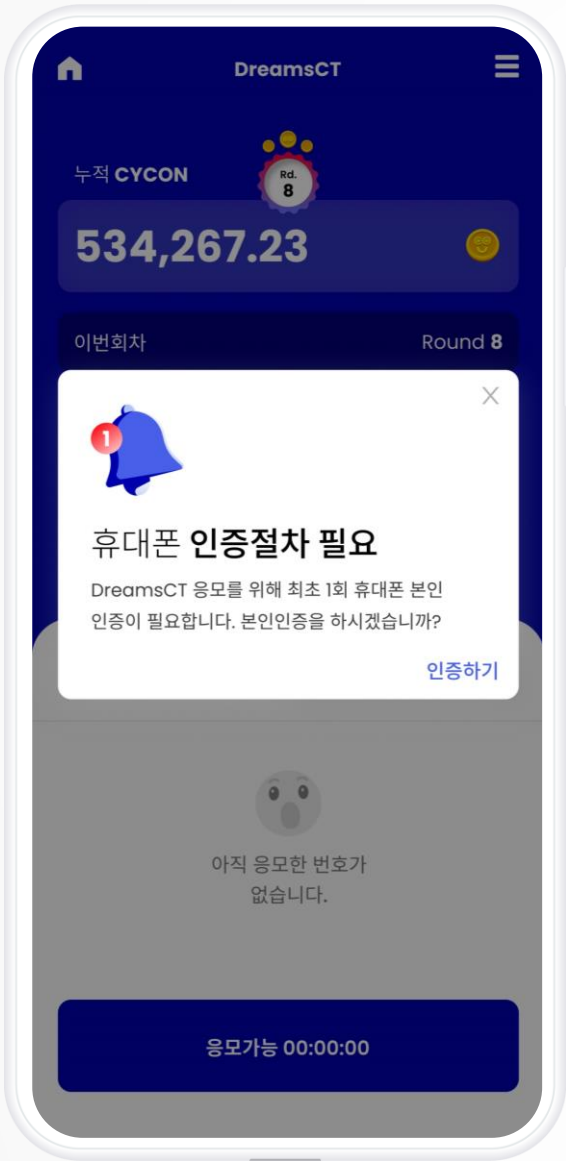 DreamsCT
누적 CYCON
Rd.
8
534,267.23
이번회차 Round 8
1
휴대폰 인증절차 필요
DreamsCT 응모를 위해 최초 1회 휴대폰 본인
인증이 필요합니다. 본인인증을 하시겠습니까?
인증하기
아직 응모한 번호가
없습니다.
응모가능 00:00:00